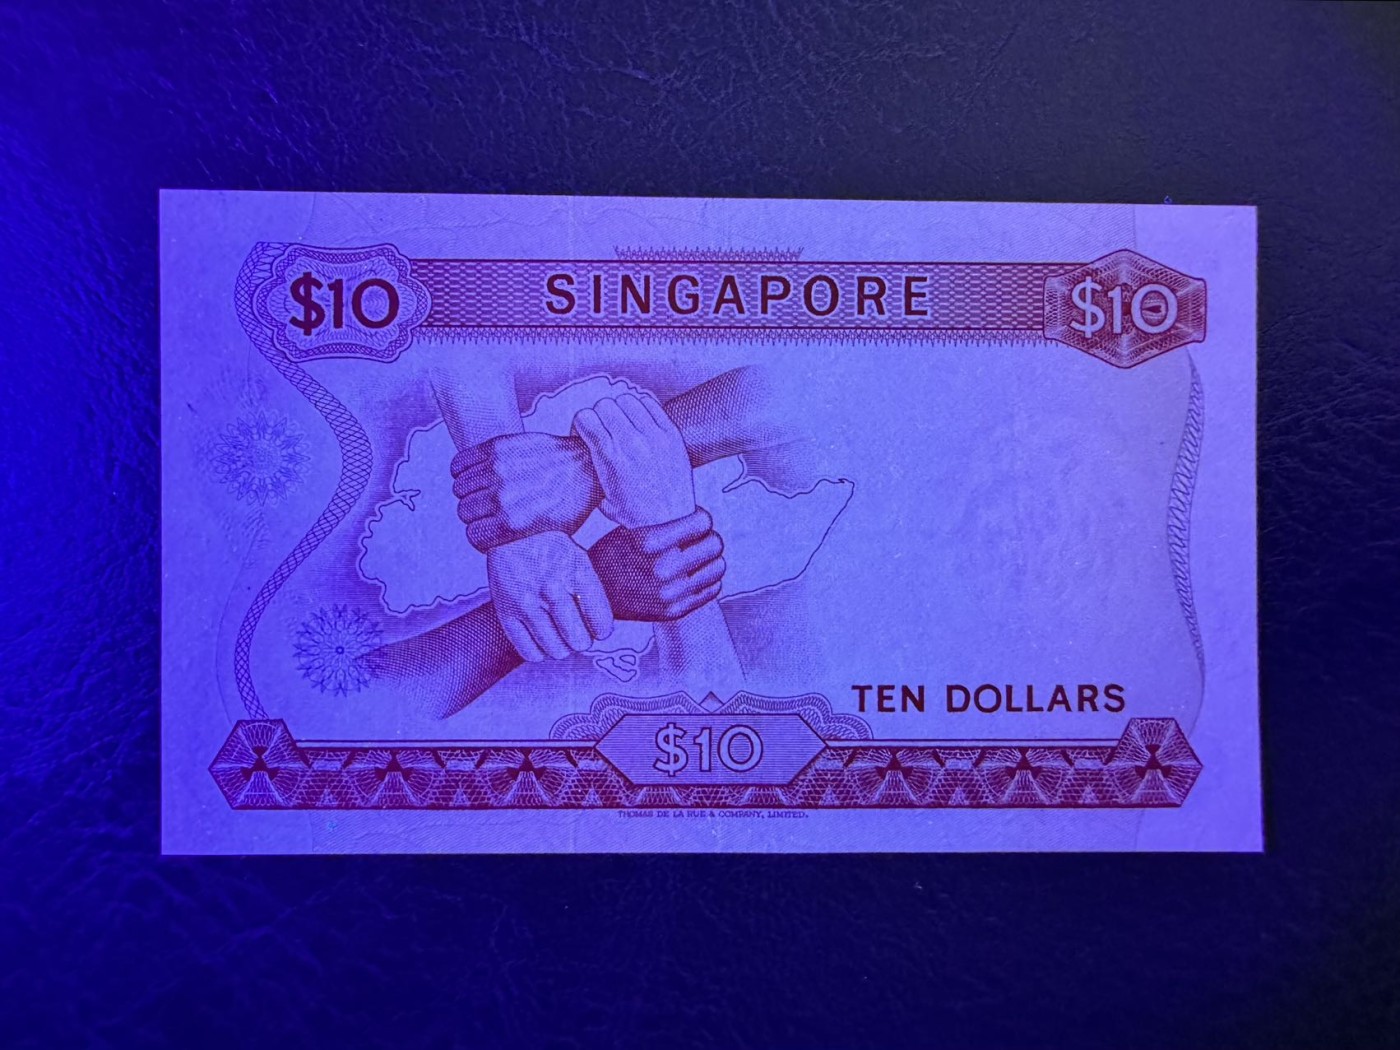 $10 SINGAPORE $10
TEN DOLLARS
$10
THOMAS DE LA RUE & COMPANY, LIMITED.